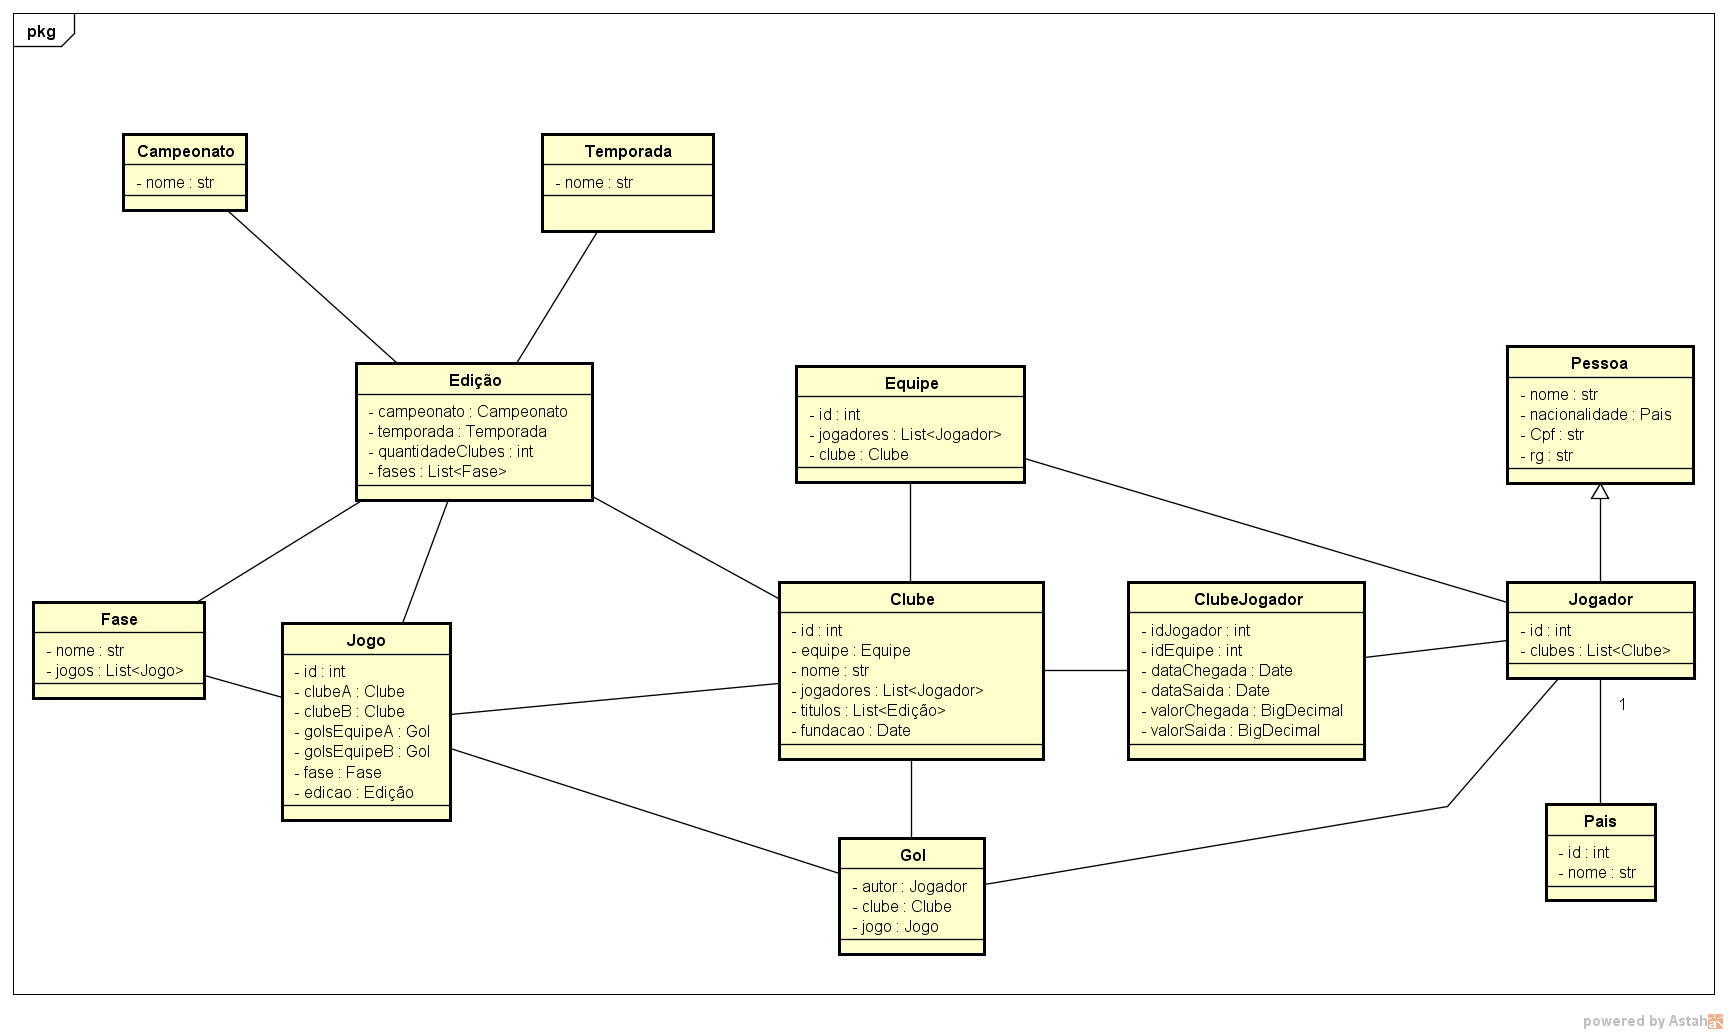 pkg
Campeonato
- nome : str
Temporada
- nome : str
Edição
- campeonato : Campeonato
- temporada : Temporada
- quantidadeClubes : int
- fases : List<Fase>
Equipe
- id : int
- jogadores : List<Jogador>
- clube : Clube
Pessoa
- nome : str
- nacionalidade : Pais
- Cpf : str
- rg : str
Fase
- nome : str
- jogos : List<Jogo>
Jogo
- id : int
- clubeA : Clube
- clubeB : Clube
- golsEquipeA : Gol
- golsEquipeB : Gol
- fase : Fase
- edicao : Edição
Clube
- id : int
- equipe : Equipe
- nome : str
- jogadores : List<Jogador>
- titulos : List<Edição>
- fundacao : Date
ClubeJogador
- idJogador : int
- idEquipe : int
- dataChegada : Date
- dataSaida : Date
- valorChegada : BigDecimal
- valorSaida : BigDecimal
Jogador
- id : int
- clubes : List<Clube>
1
Gol
- autor : Jogador
- clube : Clube
- jogo : Jogo
Pais
- id : int
- nome : str
powered by Astah